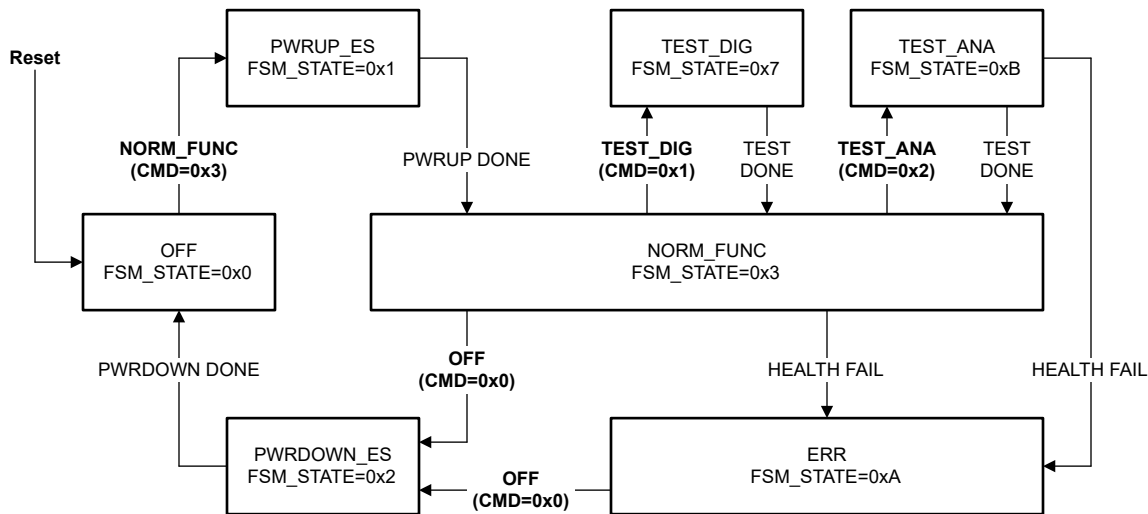 Reset
PWRUP_ES
FSM_STATE=0x1
TEST_DIG
FSM_STATE=0x7
TEST_ANA
FSM_STATE=0xB
NORM_FUNC
(CMD=0x3)
PWRUP DONE
TEST_DIG
(CMD=0x1)
TEST
DONE
TEST_ANA
(CMD=0x2)
TEST
DONE
OFF
FSM_STATE=0x0
NORM_FUNC
FSM_STATE=0x3
PWRDOWN DONE
OFF
(CMD=0x0)
HEALTH FAIL
HEALTH FAIL
PWRDOWN_ES
FSM_STATE=0x2
OFF
(CMD=0x0)
ERR
FSM_STATE=0xA